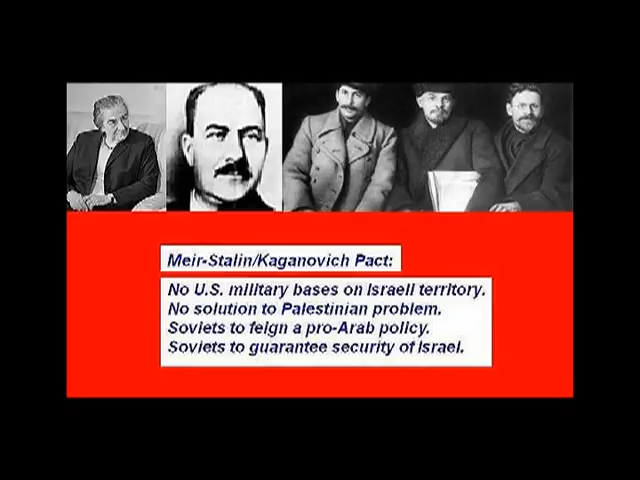 Meir-Stalin/Kaganovich Pact:
No U.S. military bases on Israeli territory.
No solution to Palestinian problem.
Soviets to feign a pro-Arab policy.
Soviets to guarantee security of Israel.